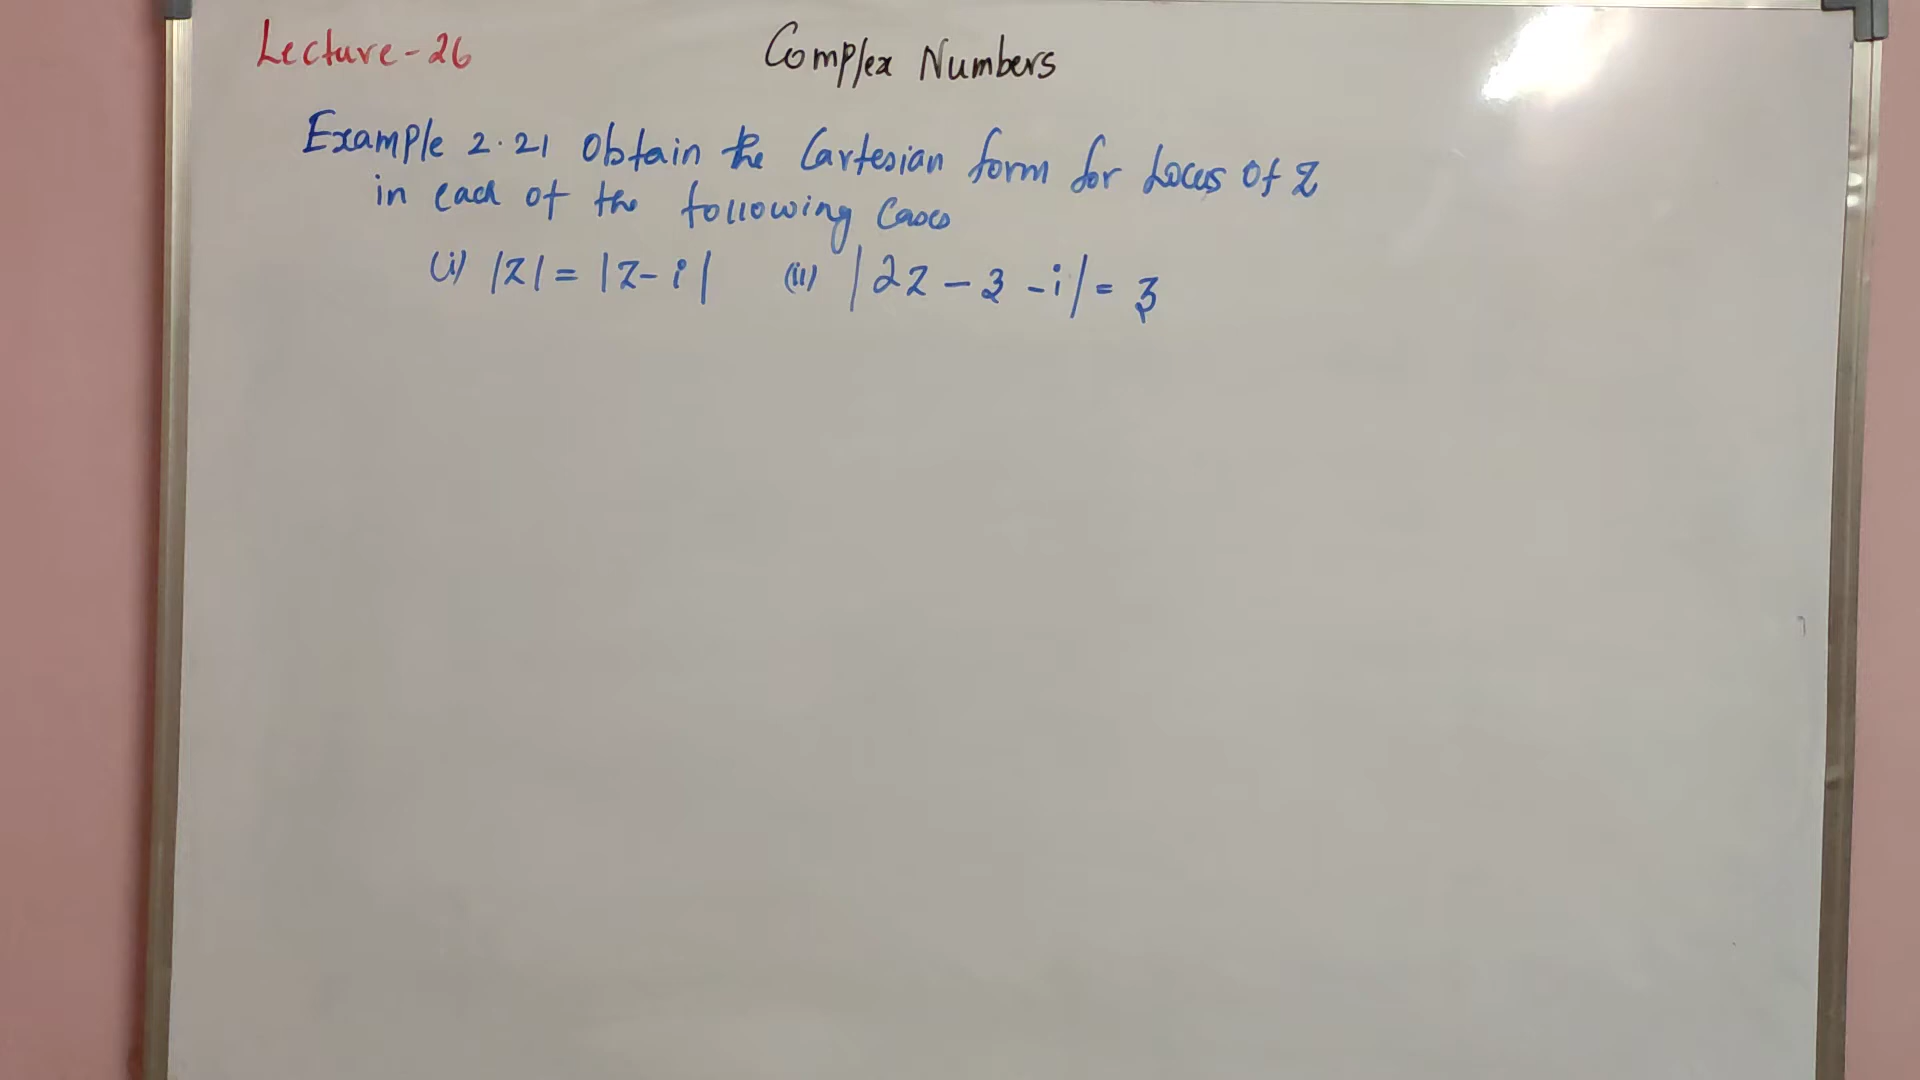 Lecture-26
Complex Numbers
Example 2.21 Obtain the Cartesian form for Locus of z
in each of the following cases
(i) |z| = |z-i| (ii) |2z - 3 - i| = 3